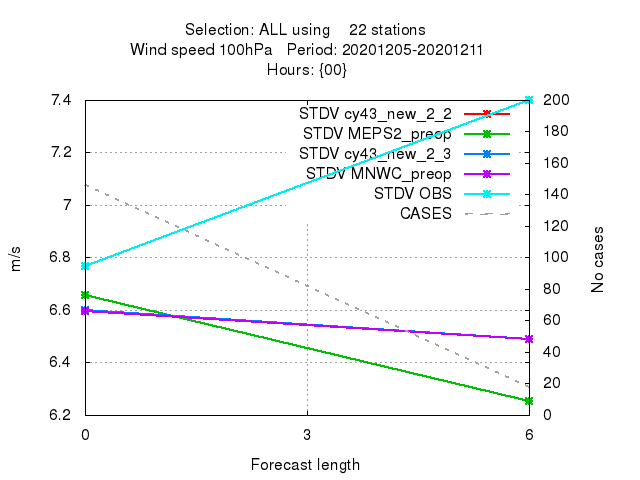 Selection: ALL using    22 stations
Wind speed 100hPa   Period: 20201205-20201211
Hours: {00}
7.4
7.2
7
6.8
6.6
6.4
6.2
m/s
STDV cy43_new_2_2
STDV MEPS2_preop
STDV cy43_new_2_3
STDV MNWC_preop
STDV OBS
CASES
200
180
160
140
120
100
80
60
40
20
0
No cases
0
3
6
Forecast length